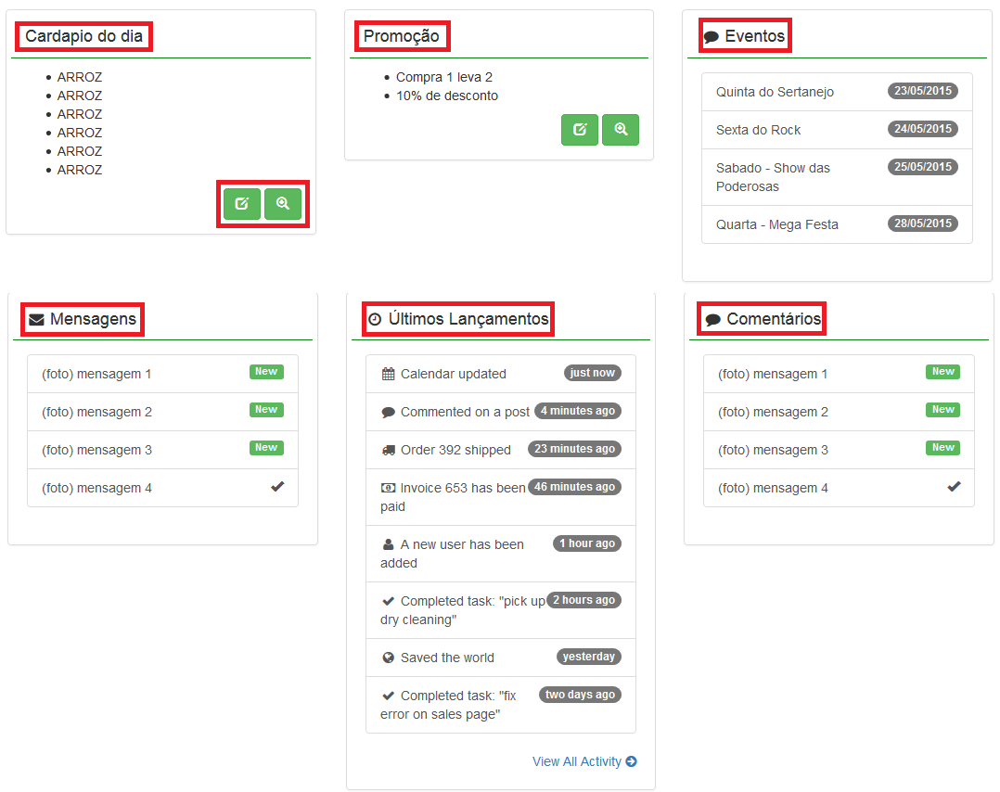 Cardapio do dia
ARROZ
ARROZ
ARROZ
ARROZ
ARROZ
ARROZ
Promoção
Compra 1 leva 2
10% de desconto
Eventos
Quinta do Sertanejo 23/05/2015
Sexta do Rock 24/05/2015
Sabado - Show das 25/05/2015
Poderosas
Quarta - Mega Festa 28/05/2015
Mensagens
(foto) mensagem 1 New
(foto) mensagem 2 New
(foto) mensagem 3 New
(foto) mensagem 4
Últimos Lançamentos
Calendar updated just now
Commented on a post 4 minutes ago
Order 392 shipped 23 minutes ago
Invoice 653 has been 46 minutes ago
paid
A new user has been 1 hour ago
added
Completed task: "pick up 2 hours ago
dry cleaning"
Saved the world yesterday
Completed task: "fix two days ago
error on sales page"
View All Activity
Comentários
(foto) mensagem 1 New
(foto) mensagem 2 New
(foto) mensagem 3 New
(foto) mensagem 4